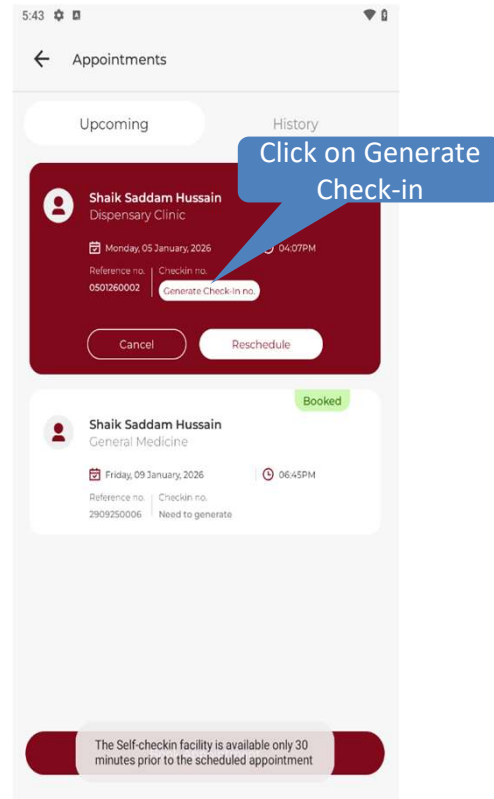 5:43
Appointments
Upcoming History
Click on Generate
Check-in
Shaik Saddam Hussain
Dispensary Clinic
Monday, 05 January, 2026 04:07PM
Reference no. Checkin no.
0501260002 Generate Check-In no.
Cancel Reschedule
Booked
Shaik Saddam Hussain
General Medicine
Friday, 09 January, 2026 06:45PM
Reference no. Checkin no.
2909250006 Need to generate
The Self-checkin facility is available only 30
minutes prior to the scheduled appointment